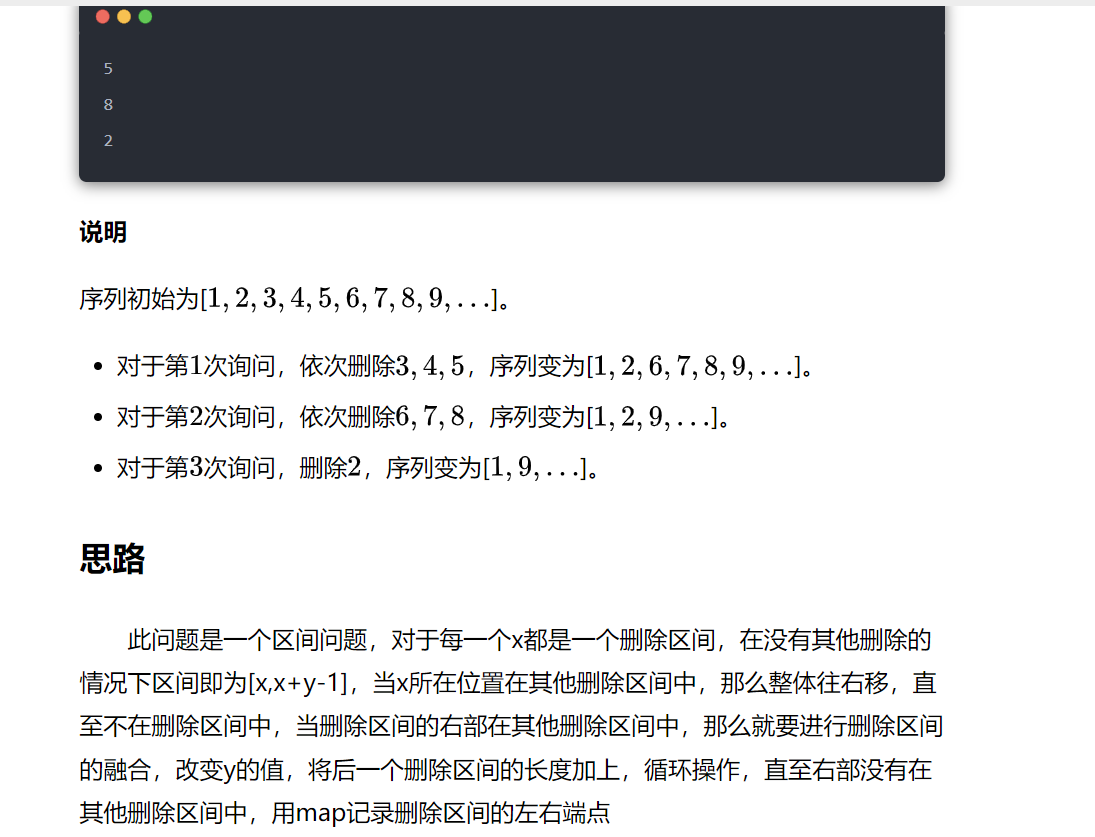 5
8
2
说明
序列初始为[1, 2, 3, 4, 5, 6, 7, 8, 9, …]。
• 对于第1次询问，依次删除3, 4, 5，序列变为[1, 2, 6, 7, 8, 9, …]。
• 对于第2次询问，依次删除6, 7, 8，序列变为[1, 2, 9, …]。
• 对于第3次询问，删除2，序列变为[1, 9, …]。
思路
此问题是一个区间问题，对于每一个x都是一个删除区间，在没有其他删除的
情况下区间即为[x,x+y-1]，当x所在位置在其他删除区间中，那么整体往右移，直
至不在删除区间中，当删除区间的右部在其他删除区间中，那么就要进行删除区间
的融合，改变y的值，将后一个删除区间的长度加上，循环操作，直至右部没有在
其他删除区间中，用map记录删除区间的左右端点